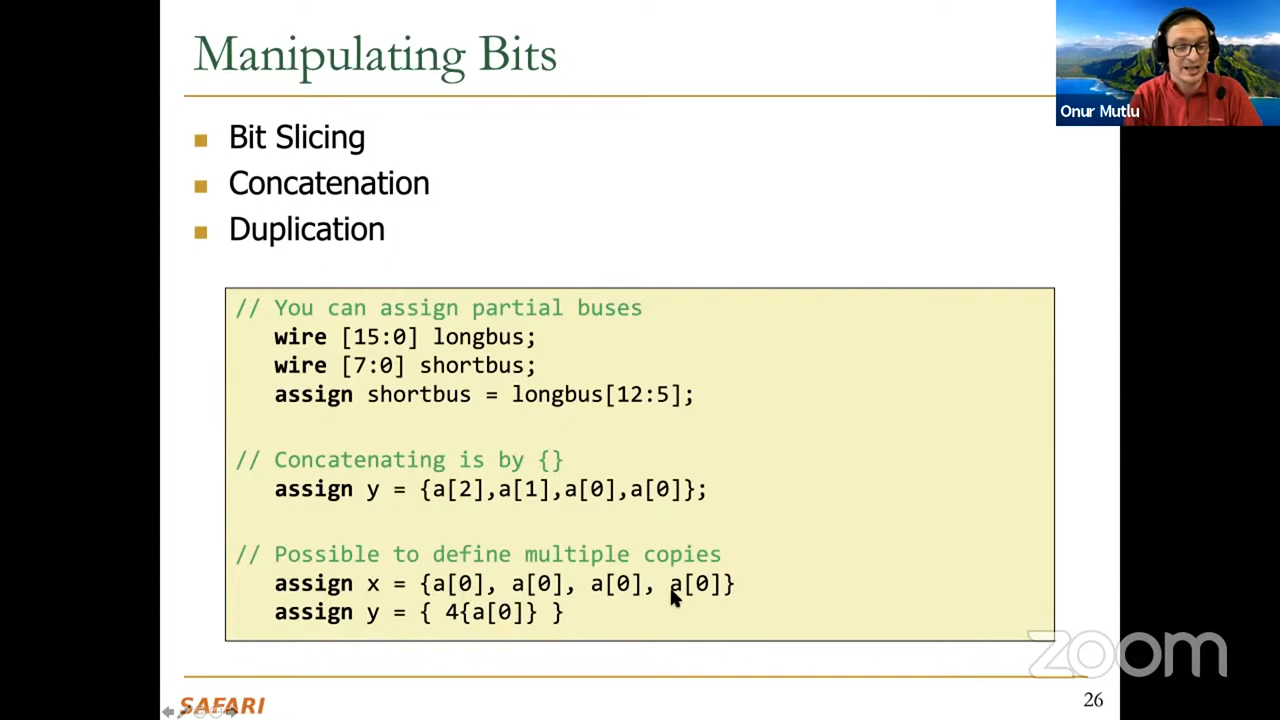 Manipulating Bits
Onur Mutlu
Bit Slicing
Concatenation
Duplication
// You can assign partial buses
wire [15:0] longbus;
wire [7:0] shortbus;
assign shortbus = longbus[12:5];
// Concatenating is by {}
assign y = {a[2],a[1],a[0],a[0]};
// Possible to define multiple copies
assign x = {a[0], a[0], a[0], a[0]}
assign y = { 4{a[0]} }
zoom
SAFARI
26